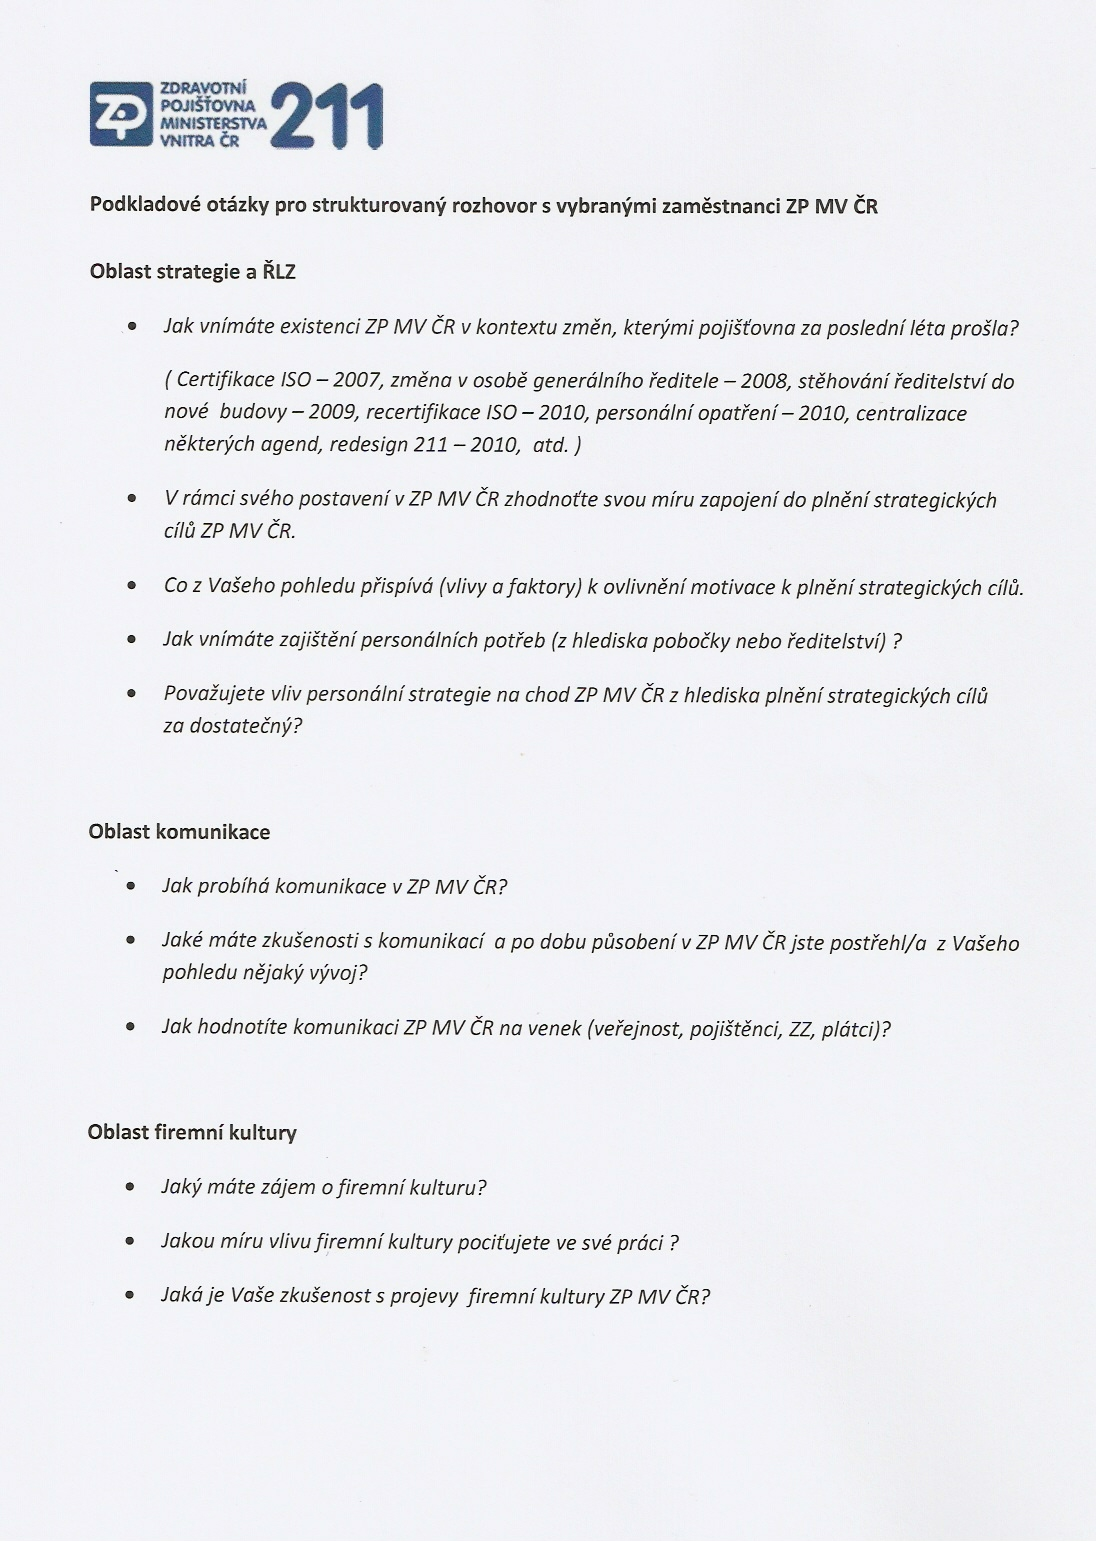 ZP ZDRAVOTNÍ
POJIŠŤOVNA
MINISTERSTVA
VNITRA ČR 211
Podkladové otázky pro strukturovaný rozhovor s vybranými zaměstnanci ZP MV ČR
Oblast strategie a ŘLZ
• Jak vnímáte existenci ZP MV ČR v kontextu změn, kterými pojišťovna za poslední léta prošla?
( Certifikace ISO – 2007, změna v osobě generálního ředitele – 2008, stěhování ředitelství do
nové budovy – 2009, recertifikace ISO – 2010, personální opatření – 2010, centralizace
některých agend, redesign 211 – 2010, atd. )
• V rámci svého postavení v ZP MV ČR zhodnoťte svou míru zapojení do plnění strategických
cílů ZP MV ČR.
• Co z Vašeho pohledu přispívá (vlivy a faktory) k ovlivnění motivace k plnění strategických cílů.
• Jak vnímáte zajištění personálních potřeb (z hlediska pobočky nebo ředitelství) ?
• Považujete vliv personální strategie na chod ZP MV ČR z hlediska plnění strategických cílů
za dostatečný?
Oblast komunikace
• Jak probíhá komunikace v ZP MV ČR?
• Jaké máte zkušenosti s komunikací a po dobu působení v ZP MV ČR jste postřehl/a z Vašeho
pohledu nějaký vývoj?
• Jak hodnotíte komunikaci ZP MV ČR na venek (veřejnost, pojištěnci, ZZ, plátci)?
Oblast firemní kultury
• Jaký máte zájem o firemní kulturu?
• Jakou míru vlivu firemní kultury pociťujete ve své práci ?
• Jaká je Vaše zkušenost s projevy firemní kultury ZP MV ČR?